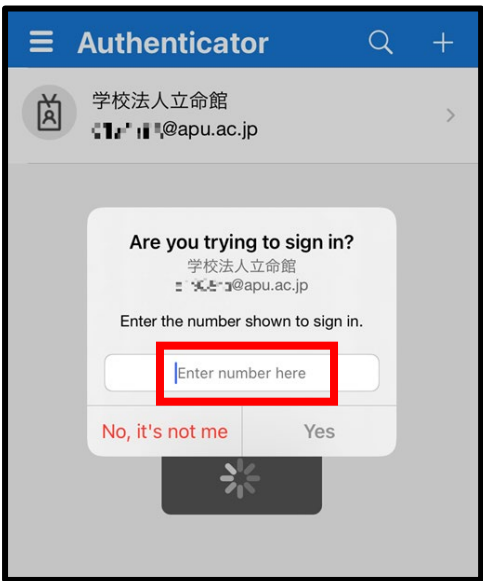 Authenticator
学校法人立命館
@apu.ac.jp
Are you trying to sign in?
学校法人立命館
@apu.ac.jp
Enter the number shown to sign in.
Enter number here
No, it's not me
Yes